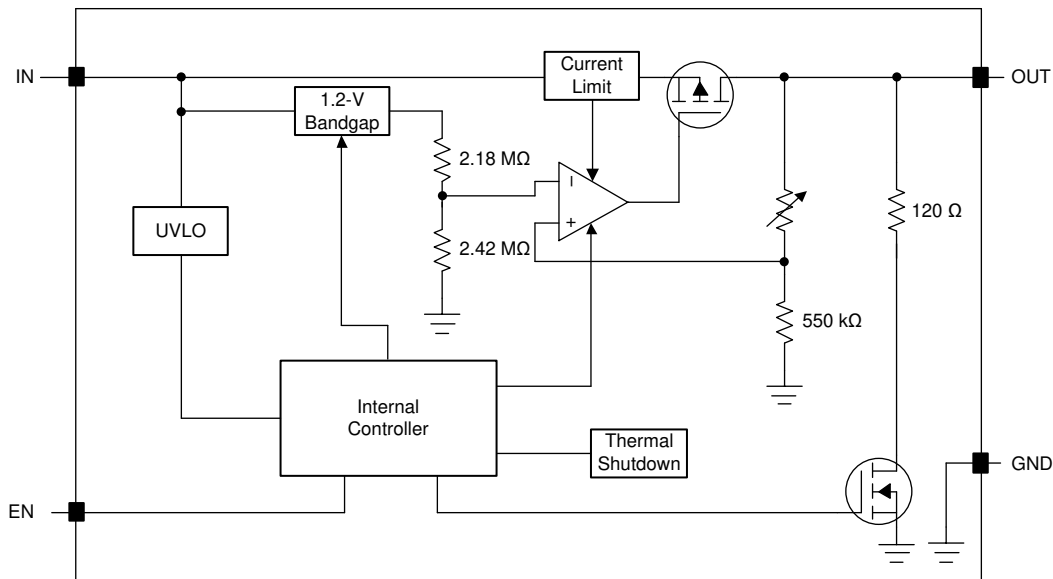 IN
Current
Limit
OUT
1.2-V
Bandgap
2.18 MΩ
–
+
120 Ω
UVLO
2.42 MΩ
550 kΩ
Internal
Controller
Thermal
Shutdown
GND
EN